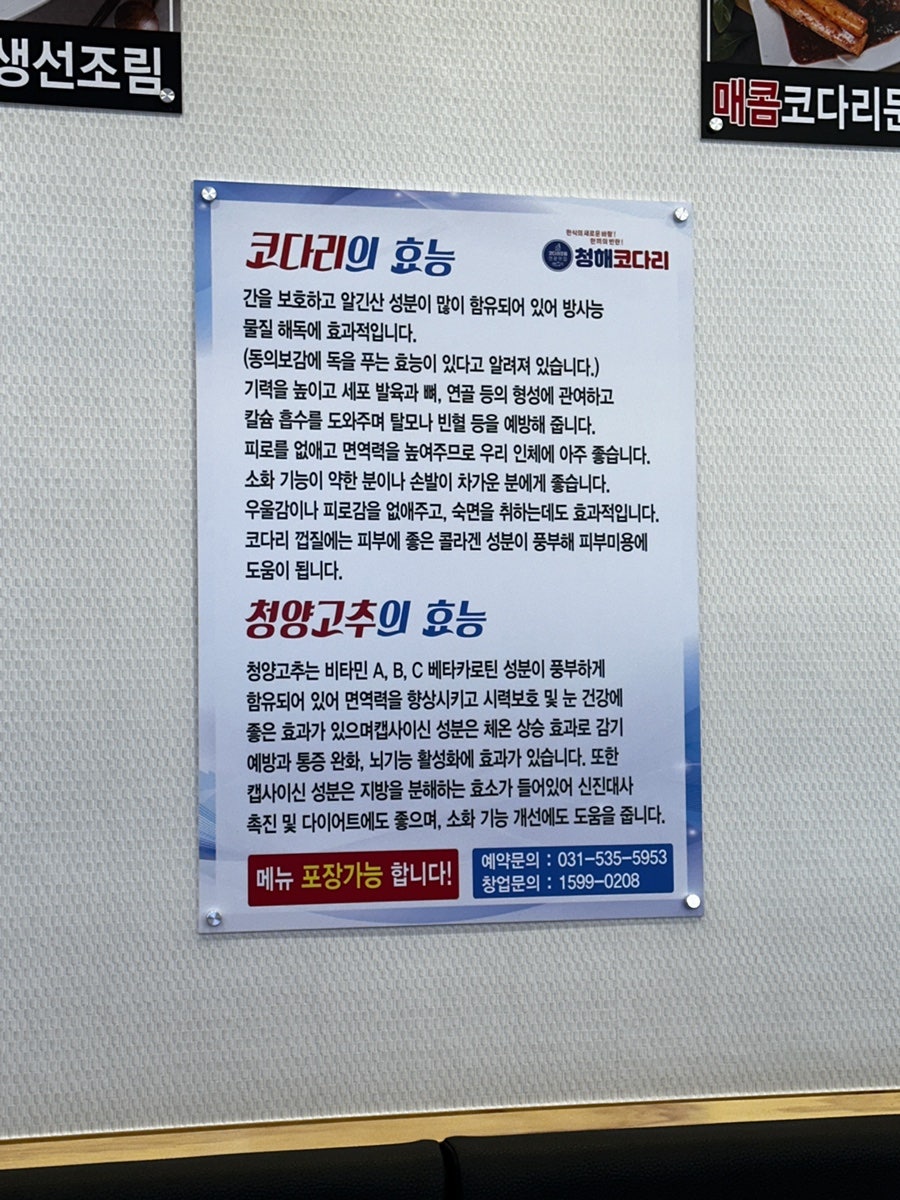 생선조림
매콤코다리
코다리의 효능
한식의 새로운 바람!
한끼의 반란!
청해코다리
간을 보호하고 알긴산 성분이 많이 함유되어 있어 방사능
물질 해독에 효과적입니다.
(동의보감에 독을 푸는 효능이 있다고 알려져 있습니다.)
기력을 높이고 세포 발육과 뼈, 연골 등의 형성에 관여하고
칼슘 흡수를 도와주며 탈모나 빈혈 등을 예방해 줍니다.
피로를 없애고 면역력을 높여주므로 우리 인체에 아주 좋습니다.
소화 기능이 약한 분이나 손발이 차가운 분에게 좋습니다.
우울감이나 피로감을 없애주고, 숙면을 취하는데도 효과적입니다.
코다리 껍질에는 피부에 좋은 콜라겐 성분이 풍부해 피부미용에
도움이 됩니다.
청양고추의 효능
청양고추는 비타민 A, B, C 베타카로틴 성분이 풍부하게
함유되어 있어 면역력을 향상시키고 시력보호 및 눈 건강에
좋은 효과가 있으며캡사이신 성분은 체온 상승 효과로 감기
예방과 통증 완화, 뇌기능 활성화에 효과가 있습니다. 또한
캡사이신 성분은 지방을 분해하는 효소가 들어있어 신진대사
촉진 및 다이어트에도 좋으며, 소화 기능 개선에도 도움을 줍니다.
메뉴 포장가능 합니다!
예약문의 : 031-535-5953
창업문의 : 1599-0208